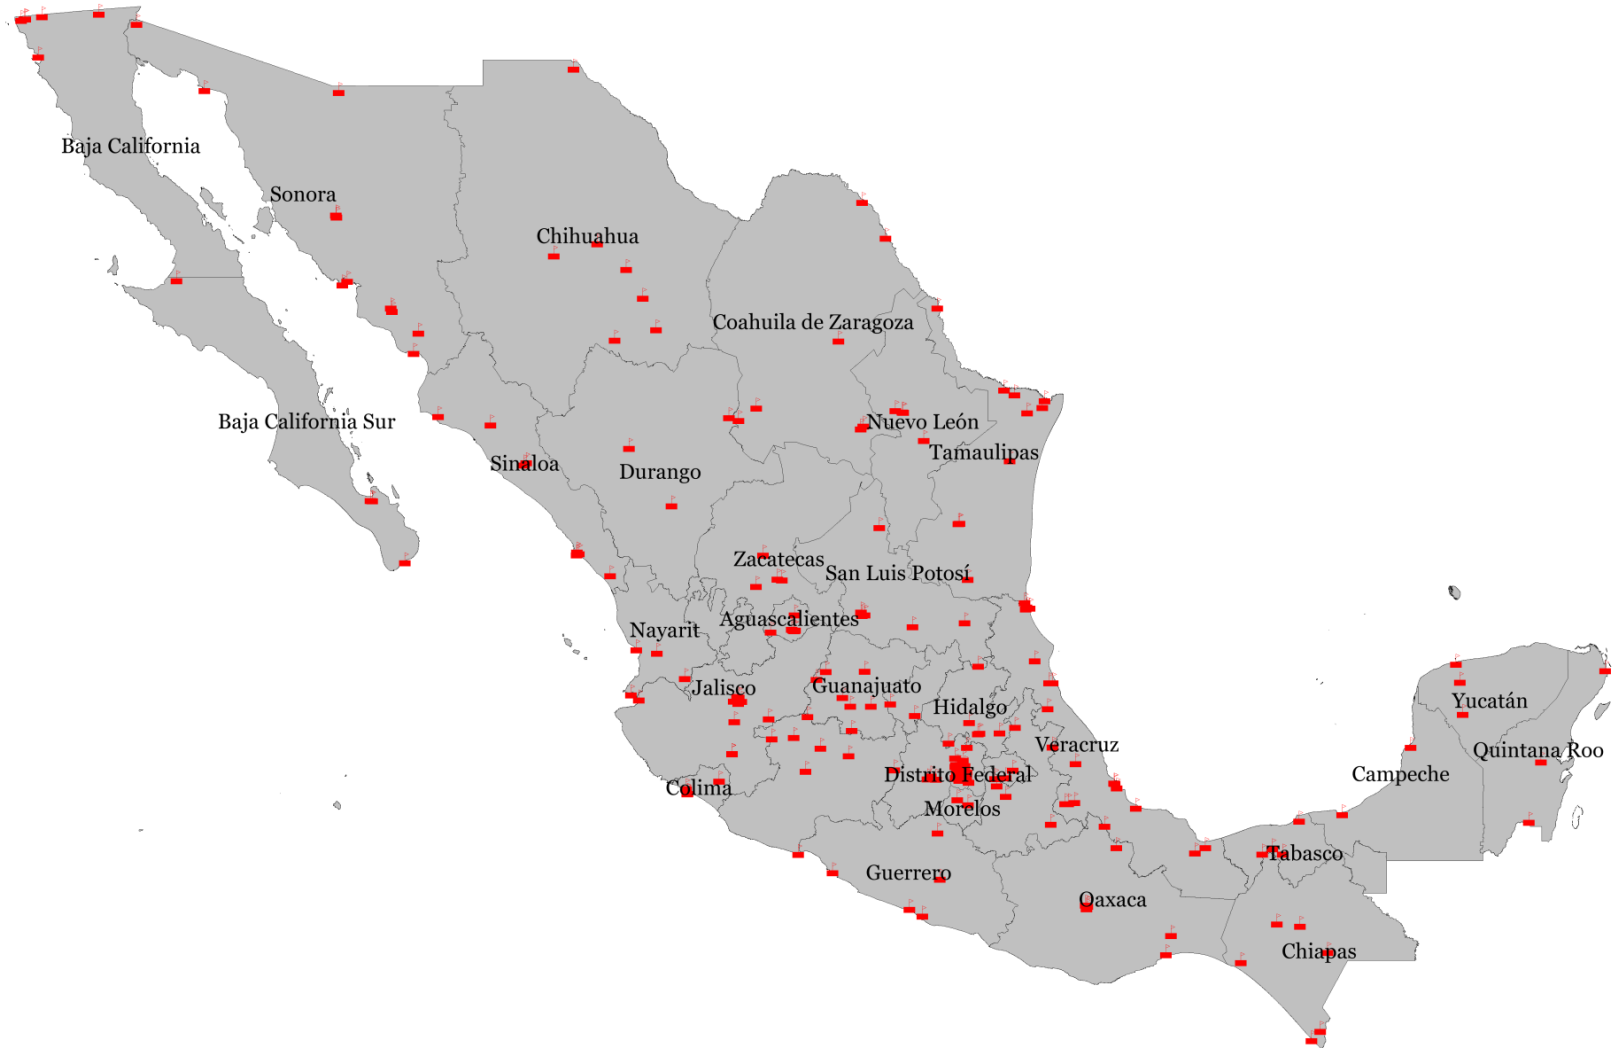 Baja California
Sonora
Chihuahua
Coahuila de Zaragoza
Baja California Sur
Nuevo León
Tamaulipas
Sinaloa
Durango
Zacatecas
San Luis Potosí
Aguascalientes
Nayarit
Jalisco
Guanajuato
Hidalgo
Yucatán
Veracruz
Quintana Roo
Distrito Federal
Campeche
Colima
Morelos
Tabasco
Guerrero
Oaxaca
Chiapas